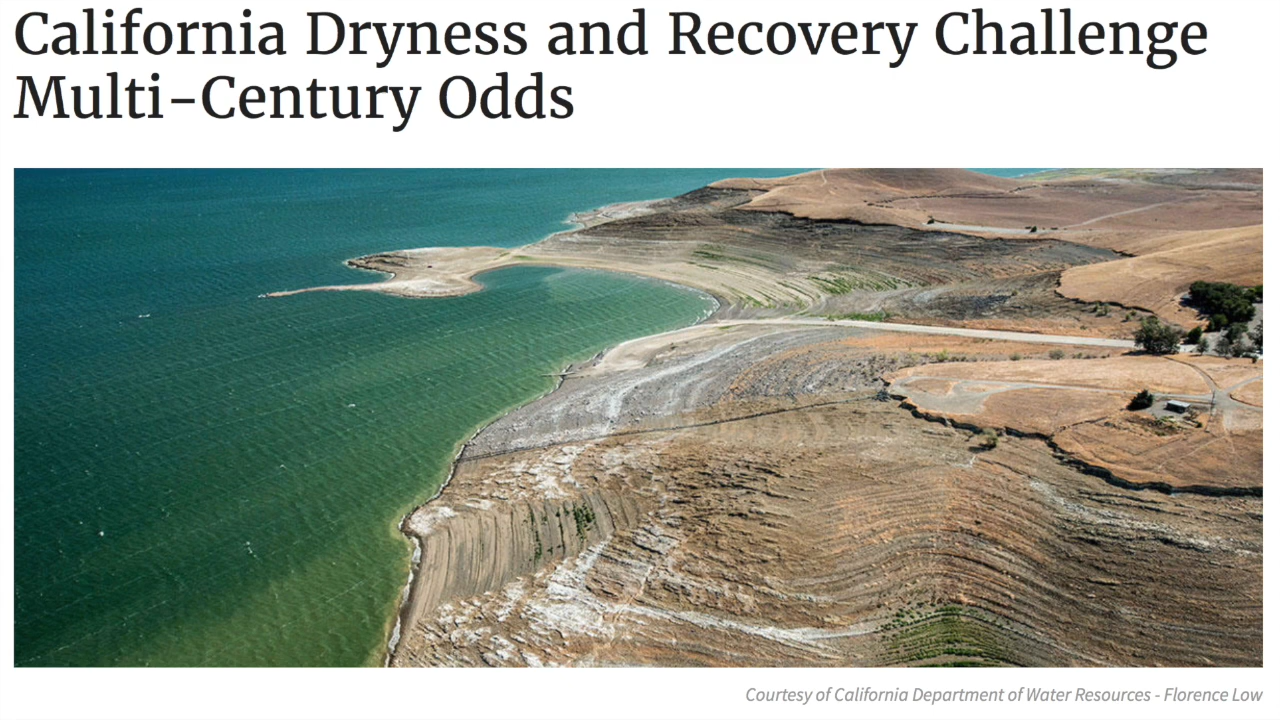 California Dryness and Recovery Challenge
Multi-Century Odds
Courtesy of California Department of Water Resources - Florence Low